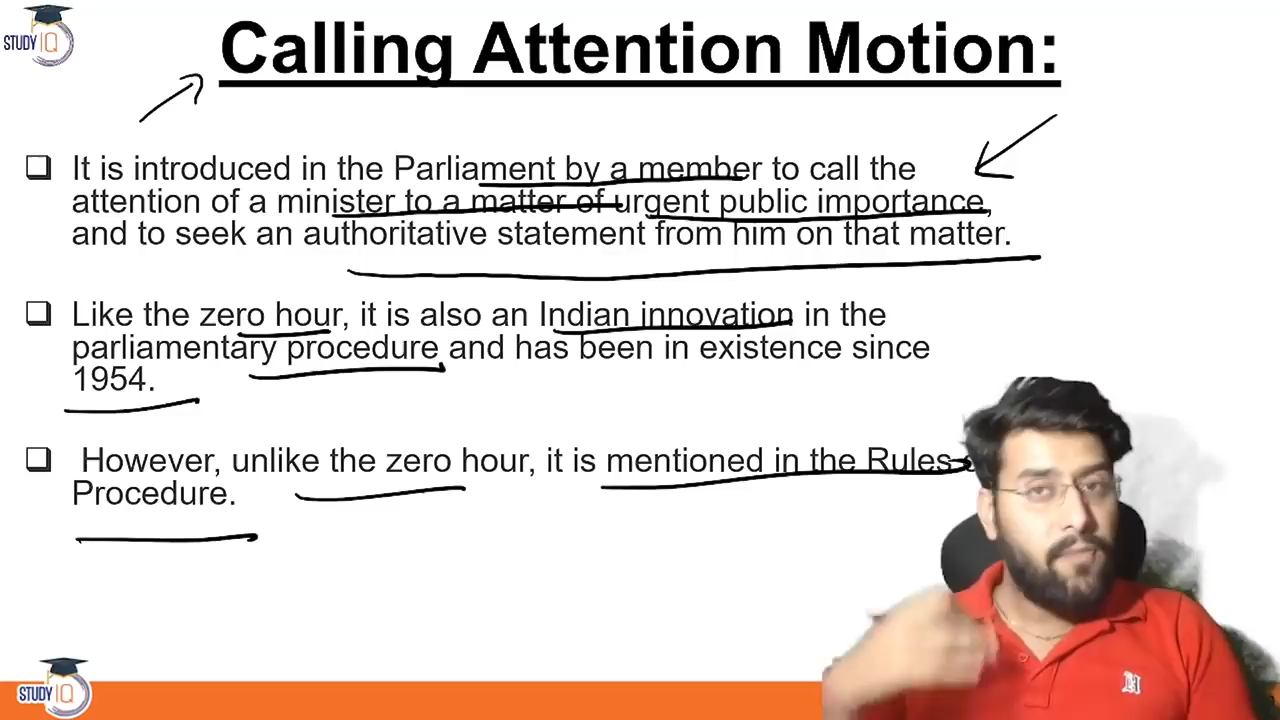 STUDY IQ
Calling Attention Motion:
It is introduced in the Parliament by a member to call the
attention of a minister to a matter of urgent public importance,
and to seek an authoritative statement from him on that matter.
Like the zero hour, it is also an Indian innovation in the
parliamentary procedure and has been in existence since
1954.
However, unlike the zero hour, it is mentioned in the Rules
Procedure.
STUDY IQ